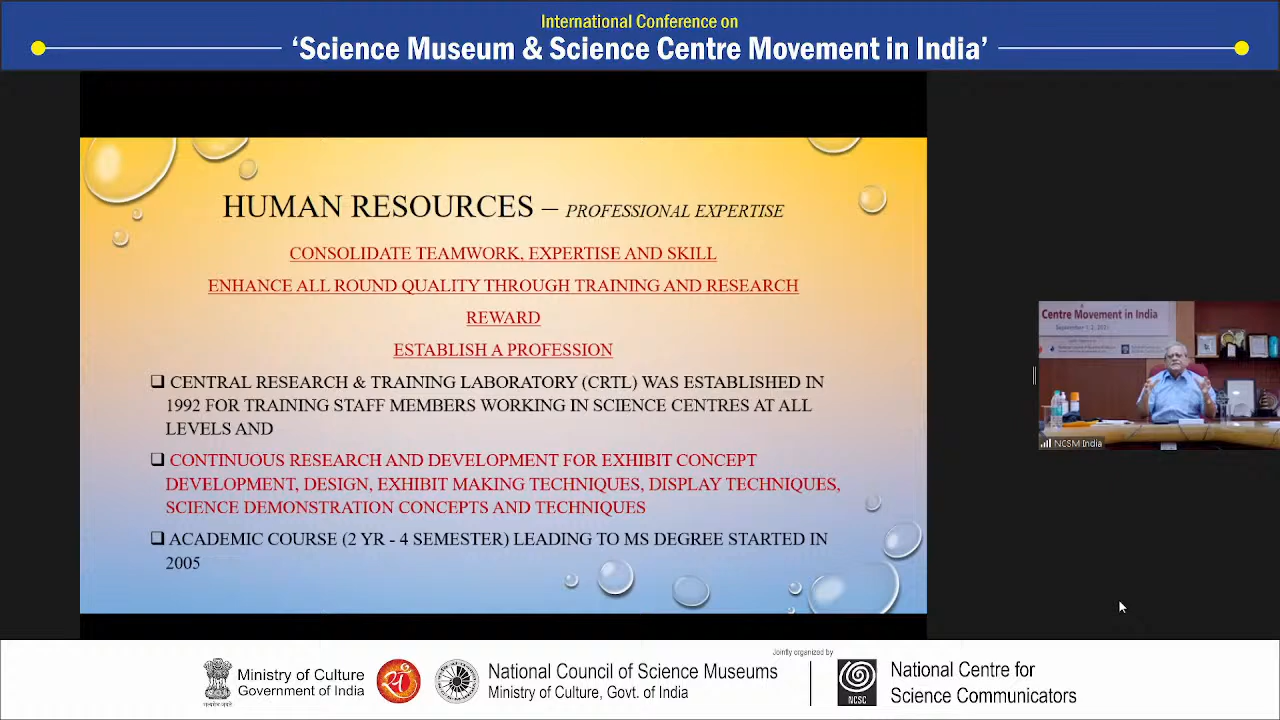 International Conference on
‘Science Museum & Science Centre Movement in India’
HUMAN RESOURCES – PROFESSIONAL EXPERTISE
CONSOLIDATE TEAMWORK, EXPERTISE AND SKILL
ENHANCE ALL ROUND QUALITY THROUGH TRAINING AND RESEARCH
REWARD
ESTABLISH A PROFESSION
❑ CENTRAL RESEARCH & TRAINING LABORATORY (CRTL) WAS ESTABLISHED IN
1992 FOR TRAINING STAFF MEMBERS WORKING IN SCIENCE CENTRES AT ALL
LEVELS AND
❑ CONTINUOUS RESEARCH AND DEVELOPMENT FOR EXHIBIT CONCEPT
DEVELOPMENT, DESIGN, EXHIBIT MAKING TECHNIQUES, DISPLAY TECHNIQUES,
SCIENCE DEMONSTRATION CONCEPTS AND TECHNIQUES
❑ ACADEMIC COURSE (2 YR - 4 SEMESTER) LEADING TO MS DEGREE STARTED IN
2005
Centre Movement in India'
September 1, 2
NCSM India
Jointly organized by
Ministry of Culture
Government of India
National Council of Science Museums
Ministry of Culture, Govt. of India
NCSC
National Centre for
Science Communicators